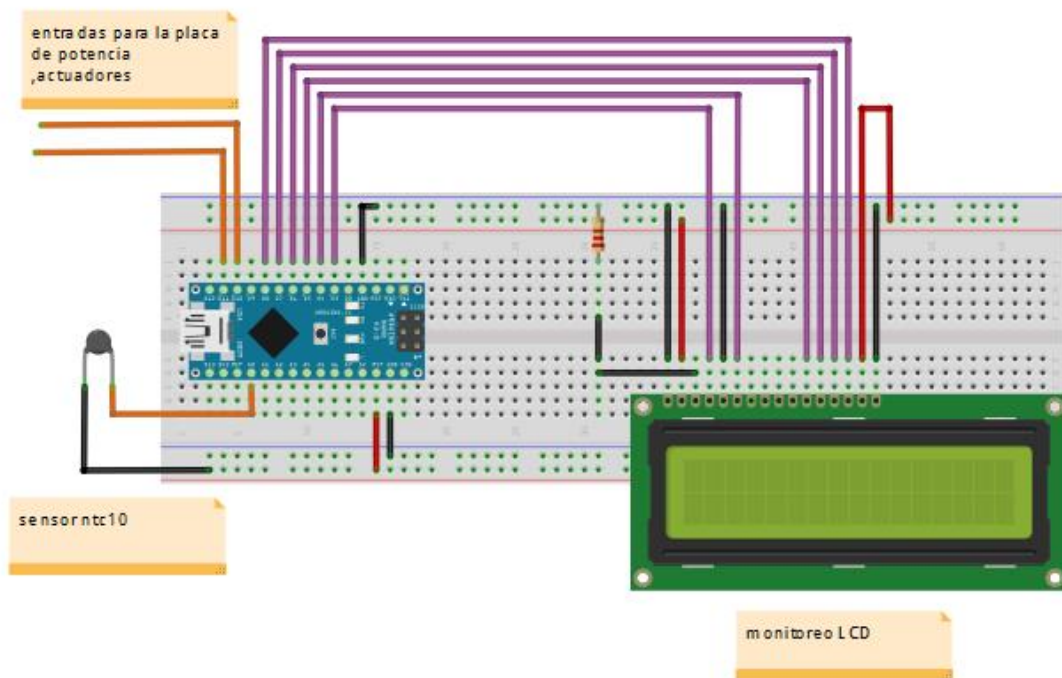 entradas para la placa
de potencia
,actuadores
sensor ntc10
monitoreo LCD